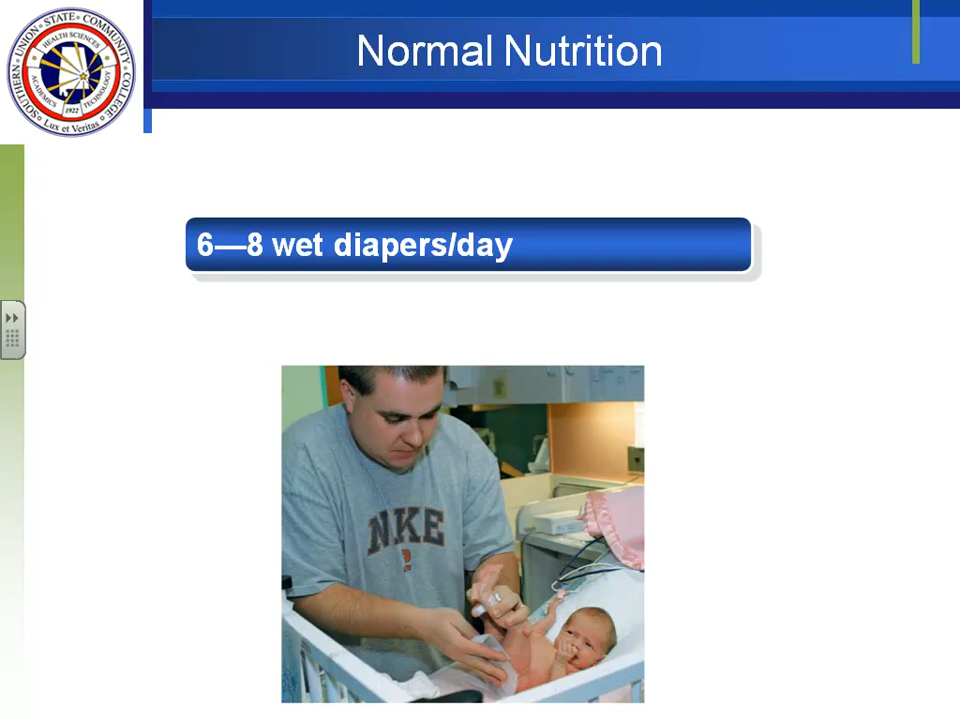 Normal Nutrition
SOUTHERN UNION STATE COMMUNITY COLLEGE
HEALTH SCIENCES
ACADEMICS
TECHNOLOGY
1922
Lux et Veritas
6—8 wet diapers/day
NIKE